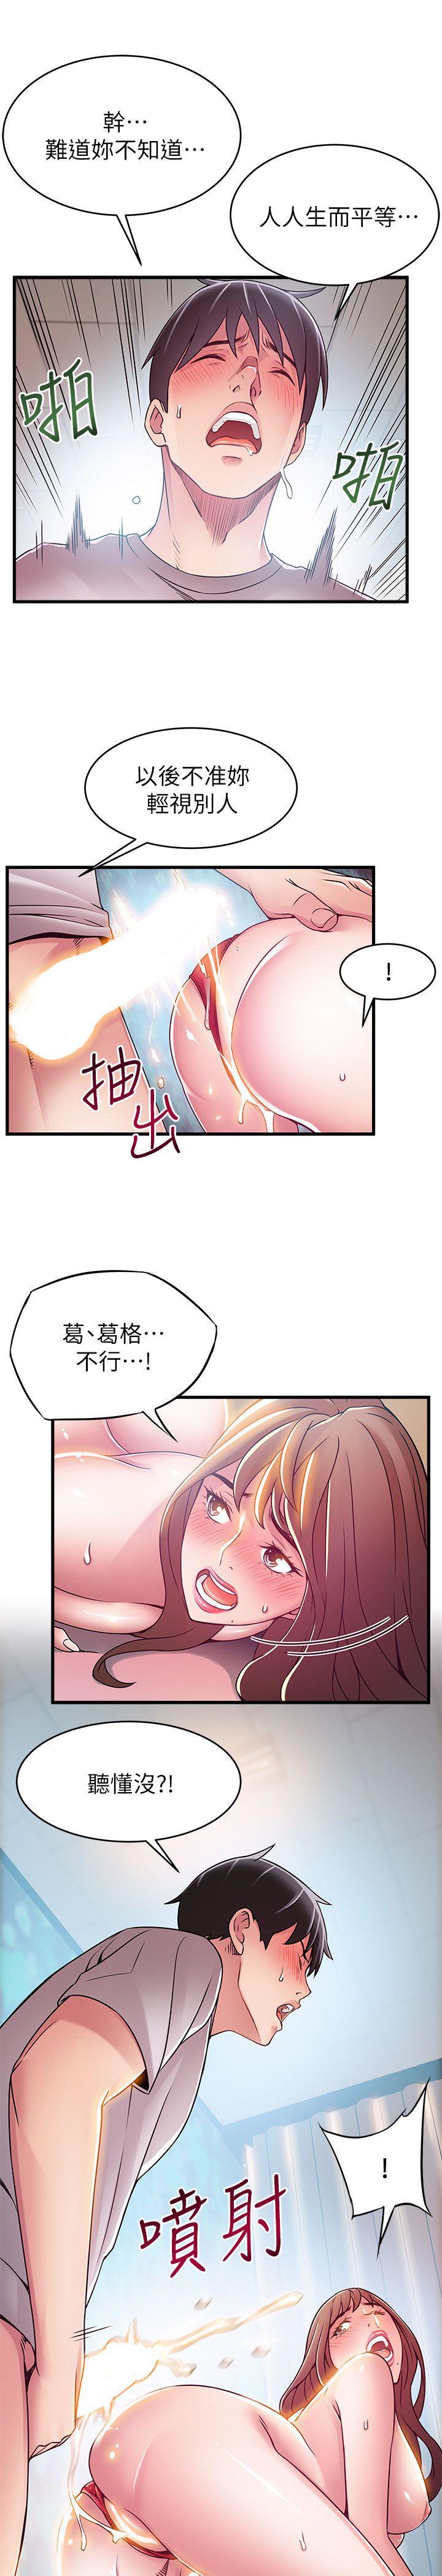 幹⋯
難道妳不知道⋯
人人生而平等⋯
啪
啪
以後不准妳
輕視別人
!
抽出
葛、葛格⋯
不行⋯!
聽懂沒?!
!
噴射